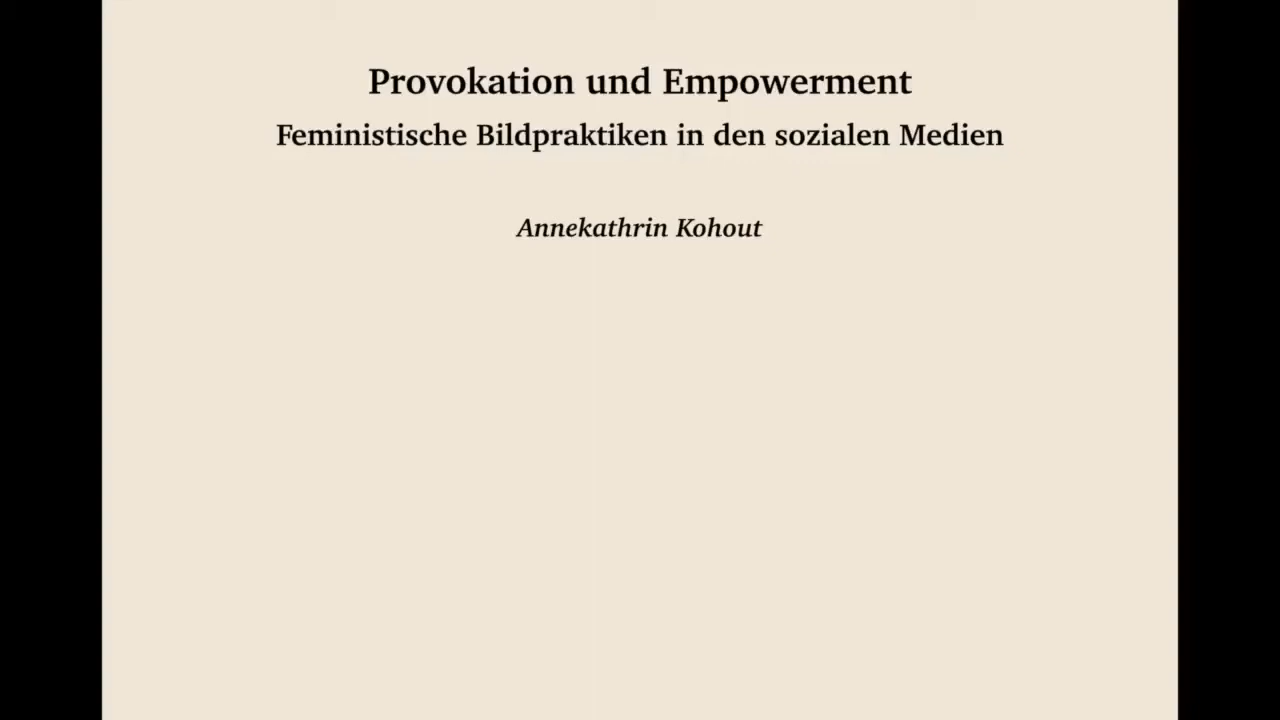 Provokation und Empowerment
Feministische Bildpraktiken in den sozialen Medien
Annekathrin Kohout